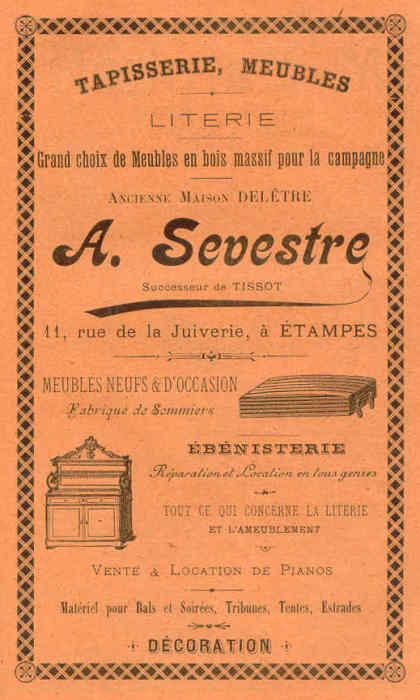 TAPISSERIE, MEUBLES
LITERIE
Grand choix de Meubles en bois massif pour la campagne
ANCIENNE MAISON DELÊTRE
A. Sevestre
Successeur de TISSOT
11, rue de la Juiverie, à ÉTAMPES
MEUBLES NEUFS & D'OCCASION
Fabrique de Sommiers
ÉBÉNISTERIE
Réparation et Location en tous genres
TOUT CE QUI CONCERNE LA LITERIE
ET L'AMEUBLEMENT
VENTE & LOCATION DE PIANOS
Matériel pour Bals et Soirées, Tribunes, Tentes, Estrades
DÉCORATION